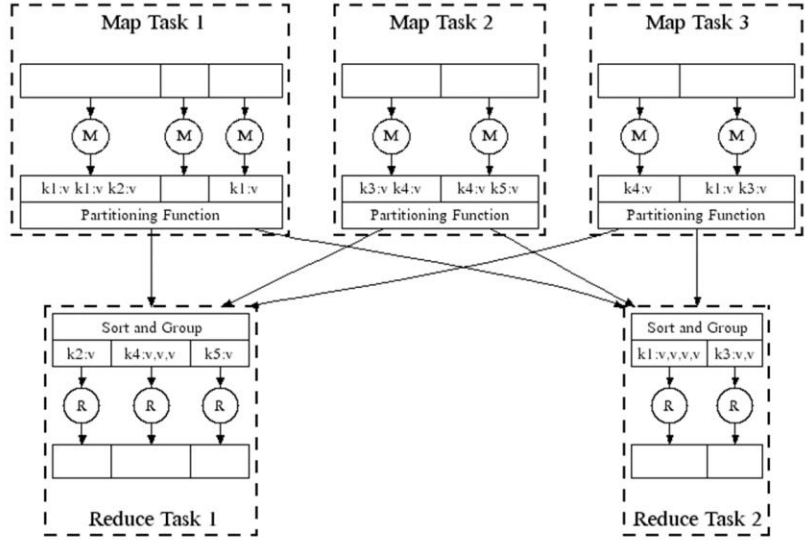 Map Task 1
Map Task 2
Map Task 3
M M M
M M
M M
k1:v k1:v k2:v k1:v
k3:v k4:v k4:v k5:v
k4:v k1:v k3:v
Partitioning Function
Partitioning Function
Partitioning Function
Sort and Group
k2:v k4:v,v,v k5:v
R R R
Reduce Task 1
Sort and Group
k1:v,v,v,v k3:v,v
R R
Reduce Task 2